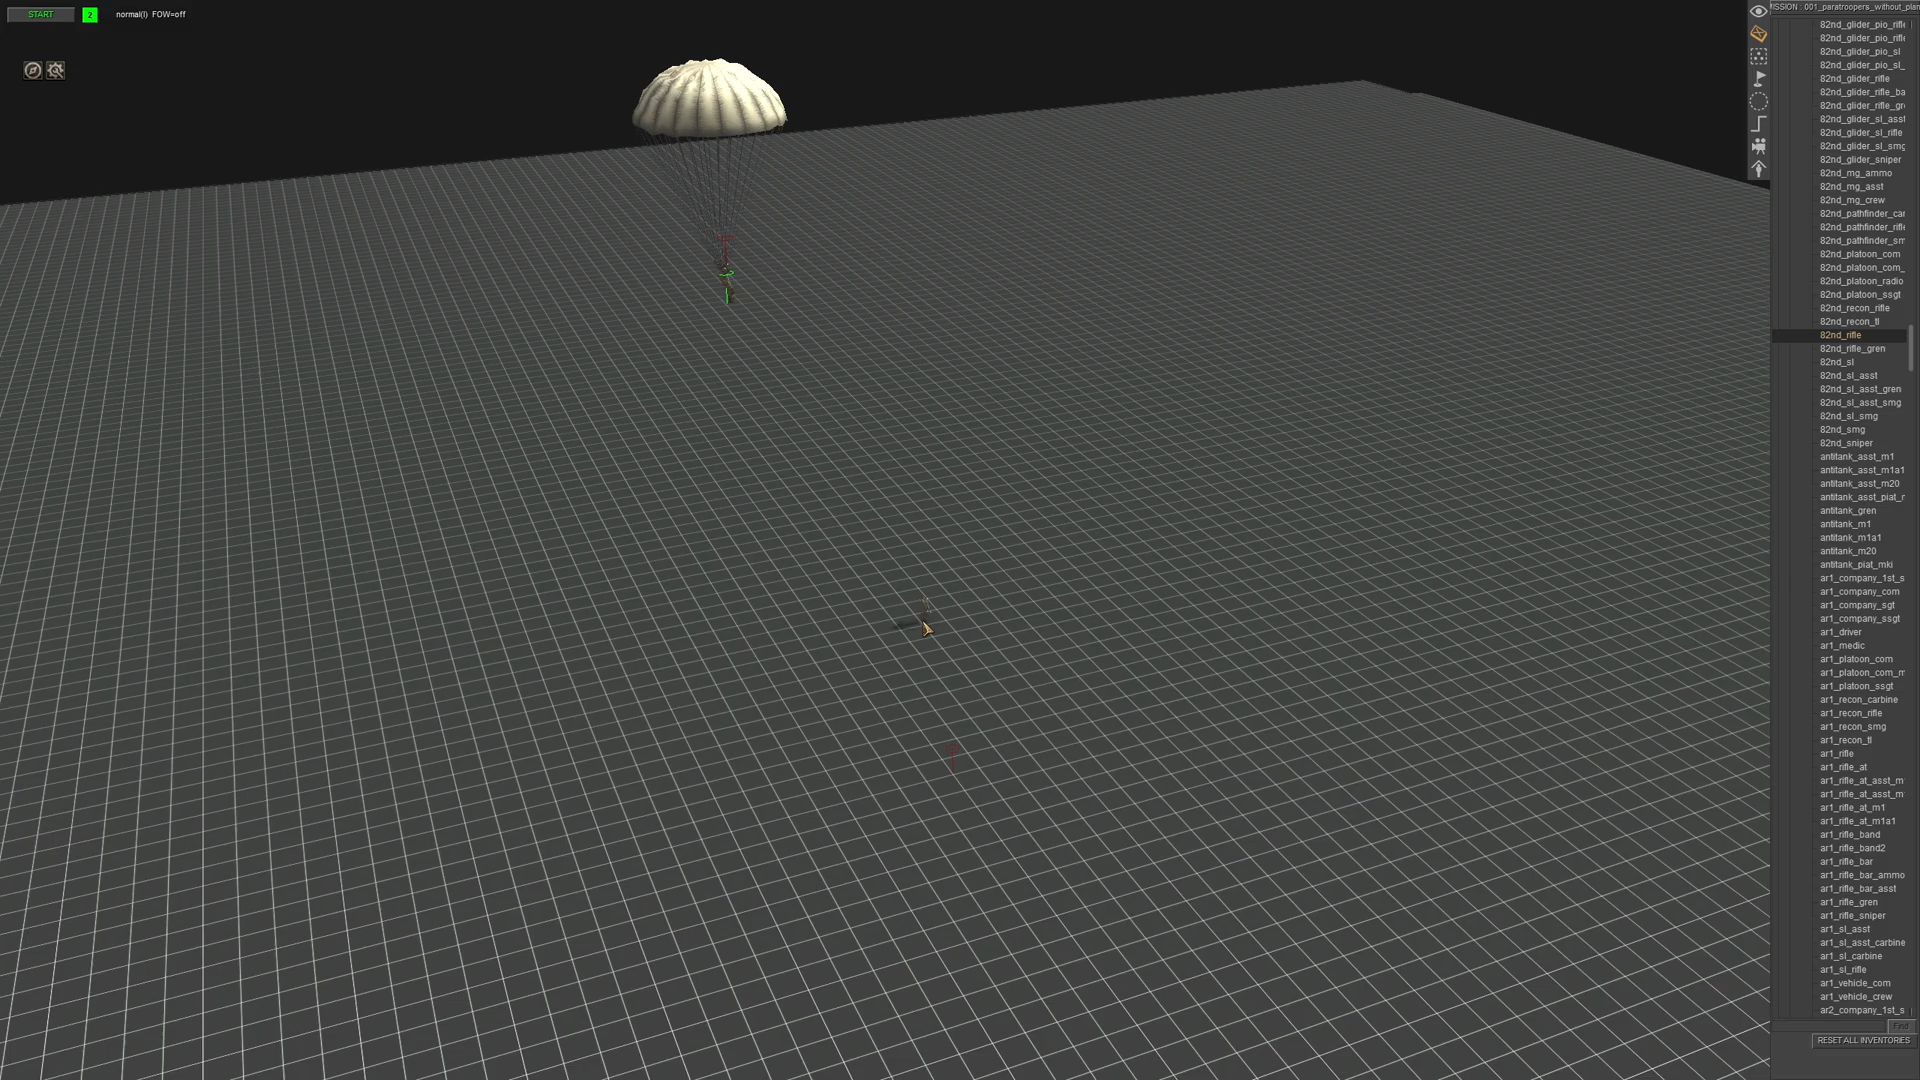 START
2
normal(I) FOW=off
MISSION : 001_paratroopers_without_plan
82nd_glider_pio_rifle
82nd_glider_pio_rifle
82nd_glider_pio_sl
82nd_glider_pio_sl_
82nd_glider_rifle
82nd_glider_rifle_ba
82nd_glider_rifle_gre
82nd_glider_sl_asst
82nd_glider_sl_rifle
82nd_glider_sl_smg
82nd_glider_sniper
82nd_mg_ammo
82nd_mg_asst
82nd_mg_crew
82nd_pathfinder_car
82nd_pathfinder_rifle
82nd_pathfinder_sm
82nd_platoon_com
82nd_platoon_com_
82nd_platoon_radio
82nd_platoon_ssgt
82nd_recon_rifle
82nd_recon_tl
82nd_rifle
82nd_rifle_gren
82nd_sl
82nd_sl_asst
82nd_sl_asst_gren
82nd_sl_asst_smg
82nd_sl_smg
82nd_smg
82nd_sniper
antitank_asst_m1
antitank_asst_m1a1
antitank_asst_m20
antitank_asst_piat_r
antitank_gren
antitank_m1
antitank_m1a1
antitank_m20
antitank_piat_mki
ar1_company_1st_s
ar1_company_com
ar1_company_sgt
ar1_company_ssgt
ar1_driver
ar1_medic
ar1_platoon_com
ar1_platoon_com_m
ar1_platoon_ssgt
ar1_recon_carbine
ar1_recon_rifle
ar1_recon_smg
ar1_recon_tl
ar1_rifle
ar1_rifle_at
ar1_rifle_at_asst_m
ar1_rifle_at_asst_m
ar1_rifle_at_m1
ar1_rifle_at_m1a1
ar1_rifle_band
ar1_rifle_band2
ar1_rifle_bar
ar1_rifle_bar_ammo
ar1_rifle_bar_asst
ar1_rifle_gren
ar1_rifle_sniper
ar1_sl_asst
ar1_sl_asst_carbine
ar1_sl_carbine
ar1_sl_rifle
ar1_vehicle_com
ar1_vehicle_crew
ar2_company_1st_s
Find
RESET ALL INVENTORIES